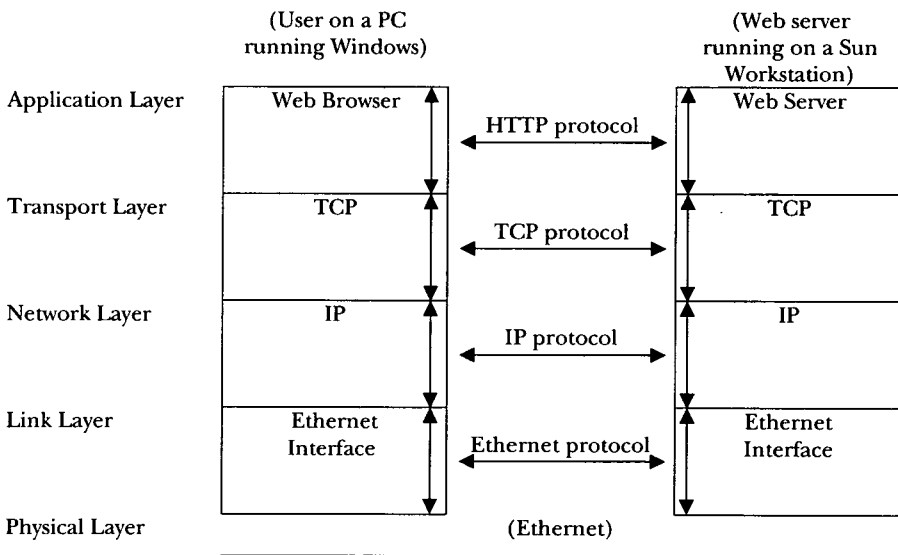 (User on a PC
running Windows)
(Web server
running on a Sun
Workstation)
Application Layer
Web Browser
HTTP protocol
Web Server
Transport Layer
TCP
TCP protocol
TCP
Network Layer
IP
IP protocol
IP
Link Layer
Ethernet
Interface
Ethernet protocol
Ethernet
Interface
Physical Layer
(Ethernet)